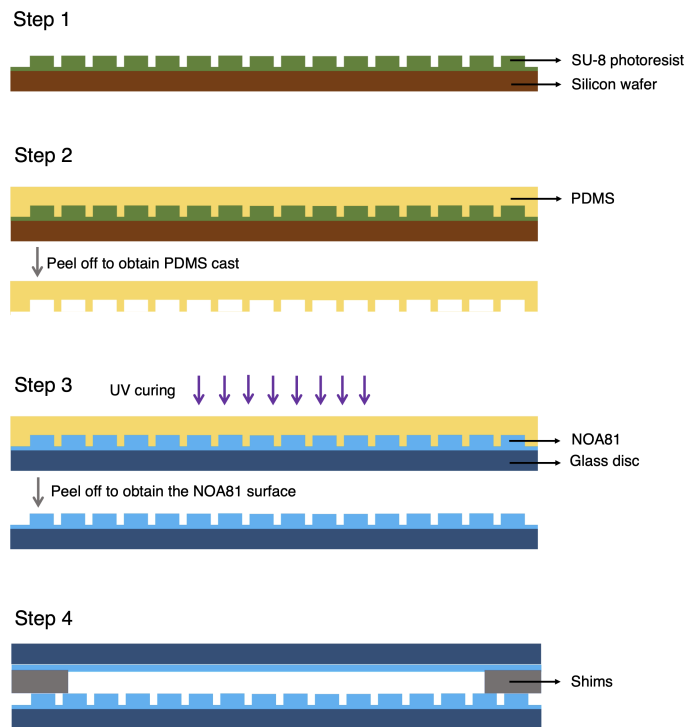 Step 1
SU-8 photoresist
Silicon wafer
Step 2
PDMS
Peel off to obtain PDMS cast
Step 3
UV curing
NOA81
Glass disc
Peel off to obtain the NOA81 surface
Step 4
Shims